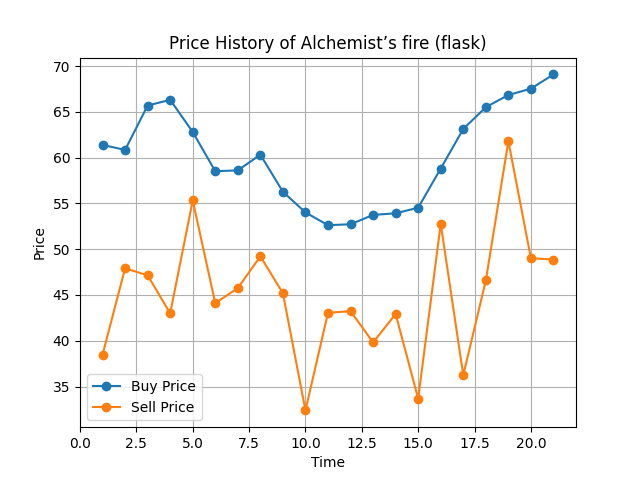 Price History of Alchemist’s fire (flask)
70
65
60
55
50
45
40
35
Price
Buy Price
Sell Price
0.0 2.5 5.0 7.5 10.0 12.5 15.0 17.5 20.0
Time